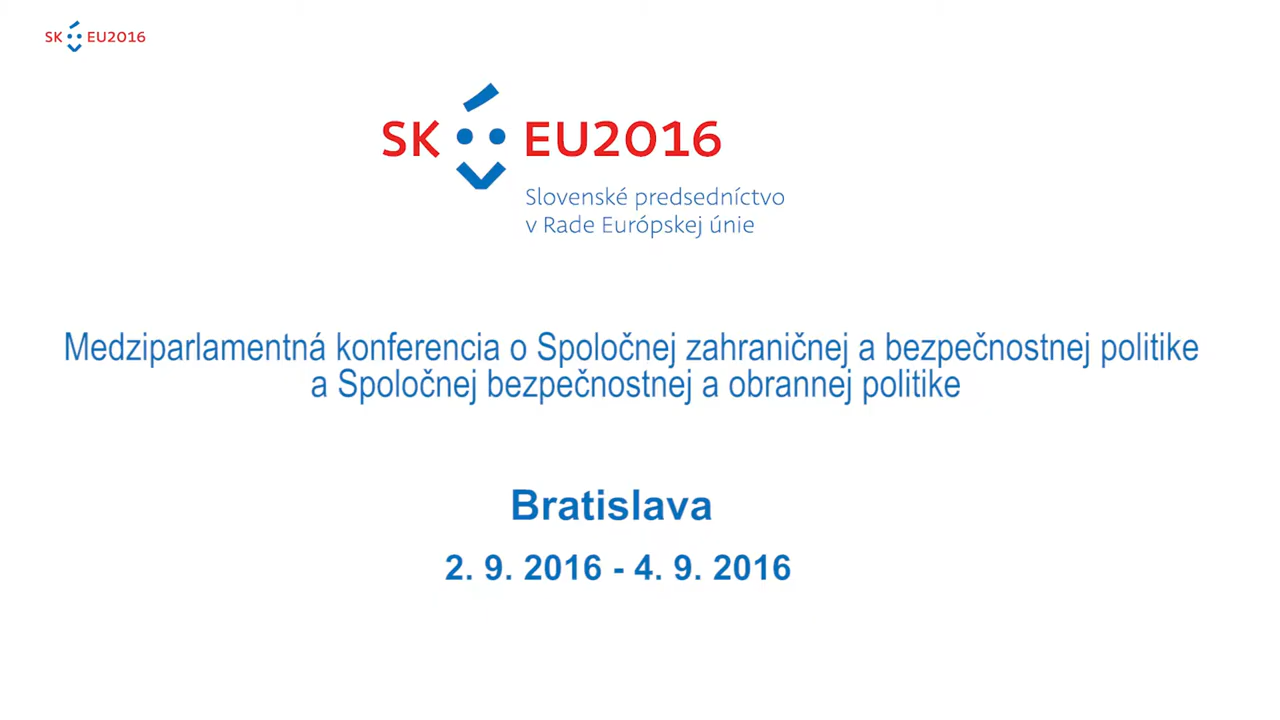 SK EU2016
SK EU2016
Slovenské predsedníctvo
v Rade Európskej únie
Medziparlamentná konferencia o Spoločnej zahraničnej a bezpečnostnej politike
a Spoločnej bezpečnostnej a obrannej politike
Bratislava
2. 9. 2016 - 4. 9. 2016